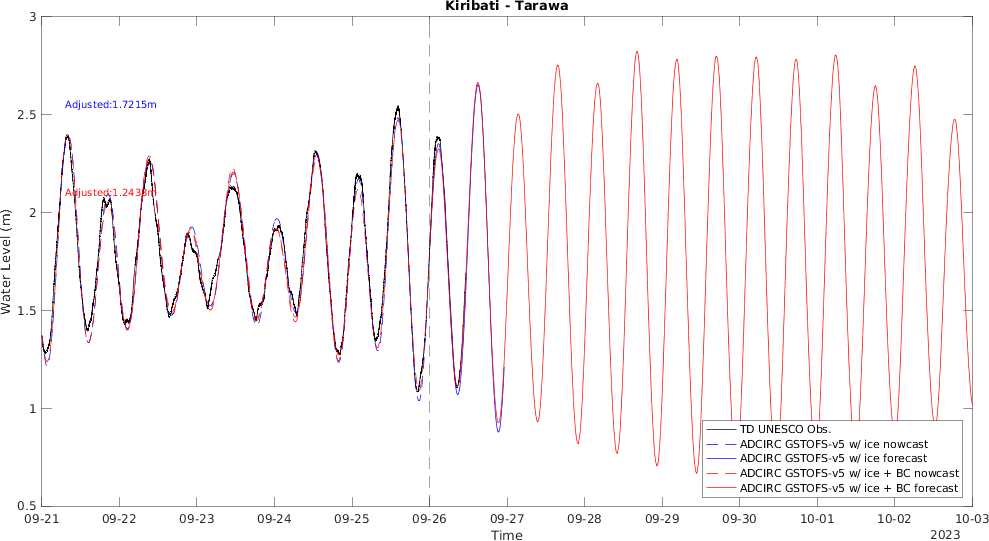 Kiribati - Tarawa
3
2.5
2
1.5
1
0.5
Water Level (m)
Adjusted:1.7215m
Adjusted:1.2438m
TD UNESCO Obs.
ADCIRC GSTOFS-v5 w/ ice nowcast
ADCIRC GSTOFS-v5 w/ ice forecast
ADCIRC GSTOFS-v5 w/ ice + BC nowcast
ADCIRC GSTOFS-v5 w/ ice + BC forecast
09-21 09-22 09-23 09-24 09-25 09-26 09-27 09-28 09-29 09-30 10-01 10-02 10-03
Time
2023